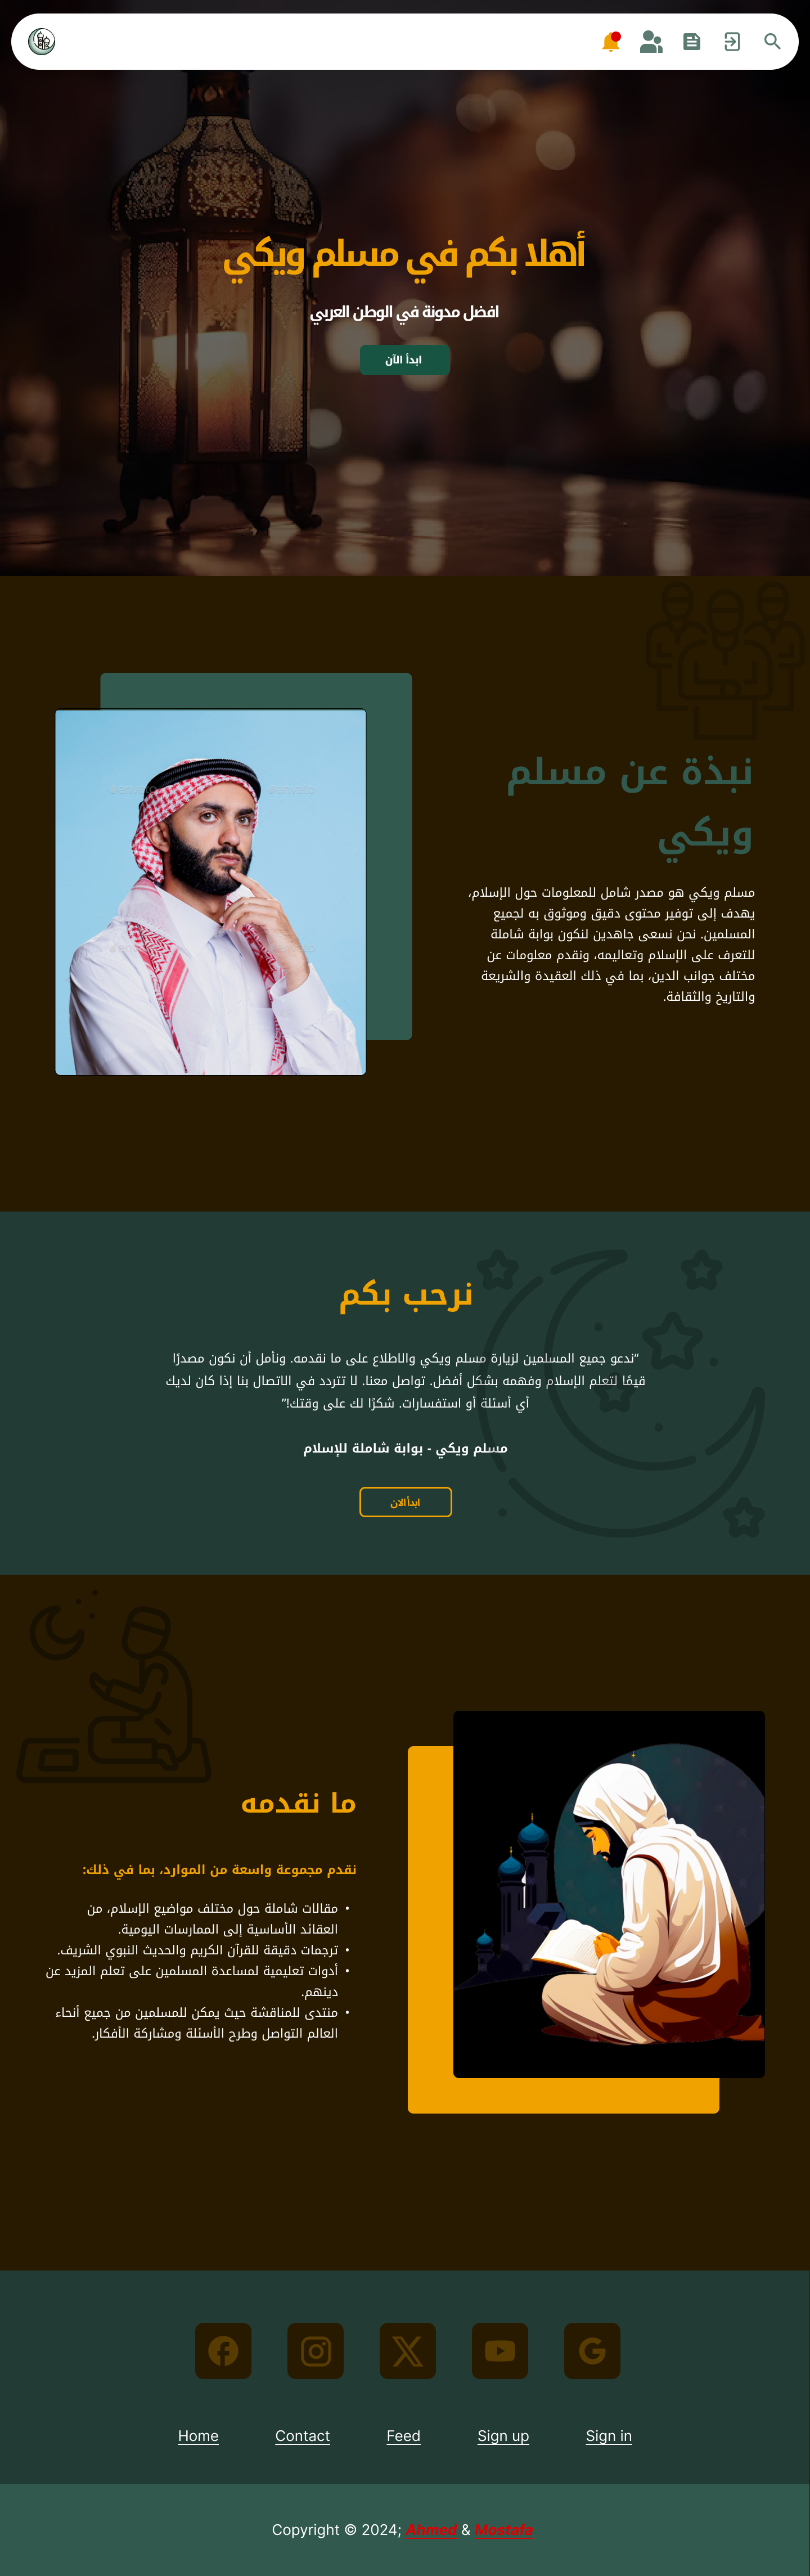 أهلا بكم في مسلم ويكي
افضل مدونة في الوطن العربي
ابدأ الآن
نبذة عن مسلم
ويكي
مسلم ويكي هو مصدر شامل للمعلومات حول الإسلام،
يهدف إلى توفير محتوى دقيق وموثوق به لجميع
المسلمين. نحن نسعى جاهدين لنكون بوابة شاملة
للتعرف على الإسلام وتعاليمه، ونقدم معلومات عن
مختلف جوانب الدين، بما في ذلك العقيدة والشريعة
والتاريخ والثقافة.
نرحب بكم
"ندعو جميع المسلمين لزيارة مسلم ويكي والاطلاع على ما نقدمه. ونأمل أن نكون مصدرًا
قيمًا لتعلم الإسلام وفهمه بشكل أفضل. تواصل معنا. لا تتردد في الاتصال بنا إذا كان لديك
أي أسئلة أو استفسارات. شكرًا لك على وقتك!"
مسلم ويكي - بوابة شاملة للإسلام
ابدأ الان
ما نقدمه
نقدم مجموعة واسعة من الموارد، بما في ذلك:
• مقالات شاملة حول مختلف مواضيع الإسلام، من
العقائد الأساسية إلى الممارسات اليومية.
• ترجمات دقيقة للقرآن الكريم والحديث النبوي الشريف.
• أدوات تعليمية لمساعدة المسلمين على تعلم المزيد عن
دينهم.
• منتدى للمناقشة حيث يمكن للمسلمين من جميع أنحاء
العالم التواصل وطرح الأسئلة ومشاركة الأفكار.
Home Contact Feed Sign up Sign in
Copyright © 2024; Ahmed & Mostafa